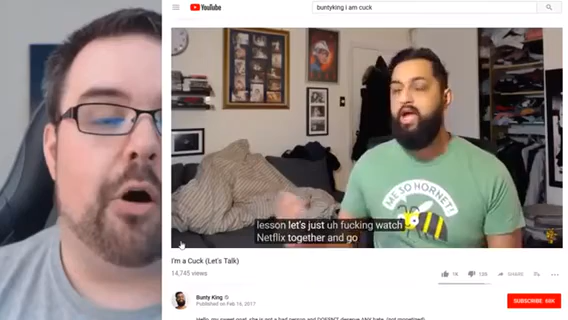 YouTube
buntyking i am cuck
ME SO HORNET!
lesson let's just uh fucking watch
Netflix together and go
I'm a Cuck (Let's Talk)
14,745 views
1K
SHARE
Bunty King
Published on Feb 16, 2017
SUBSCRIBE 66K